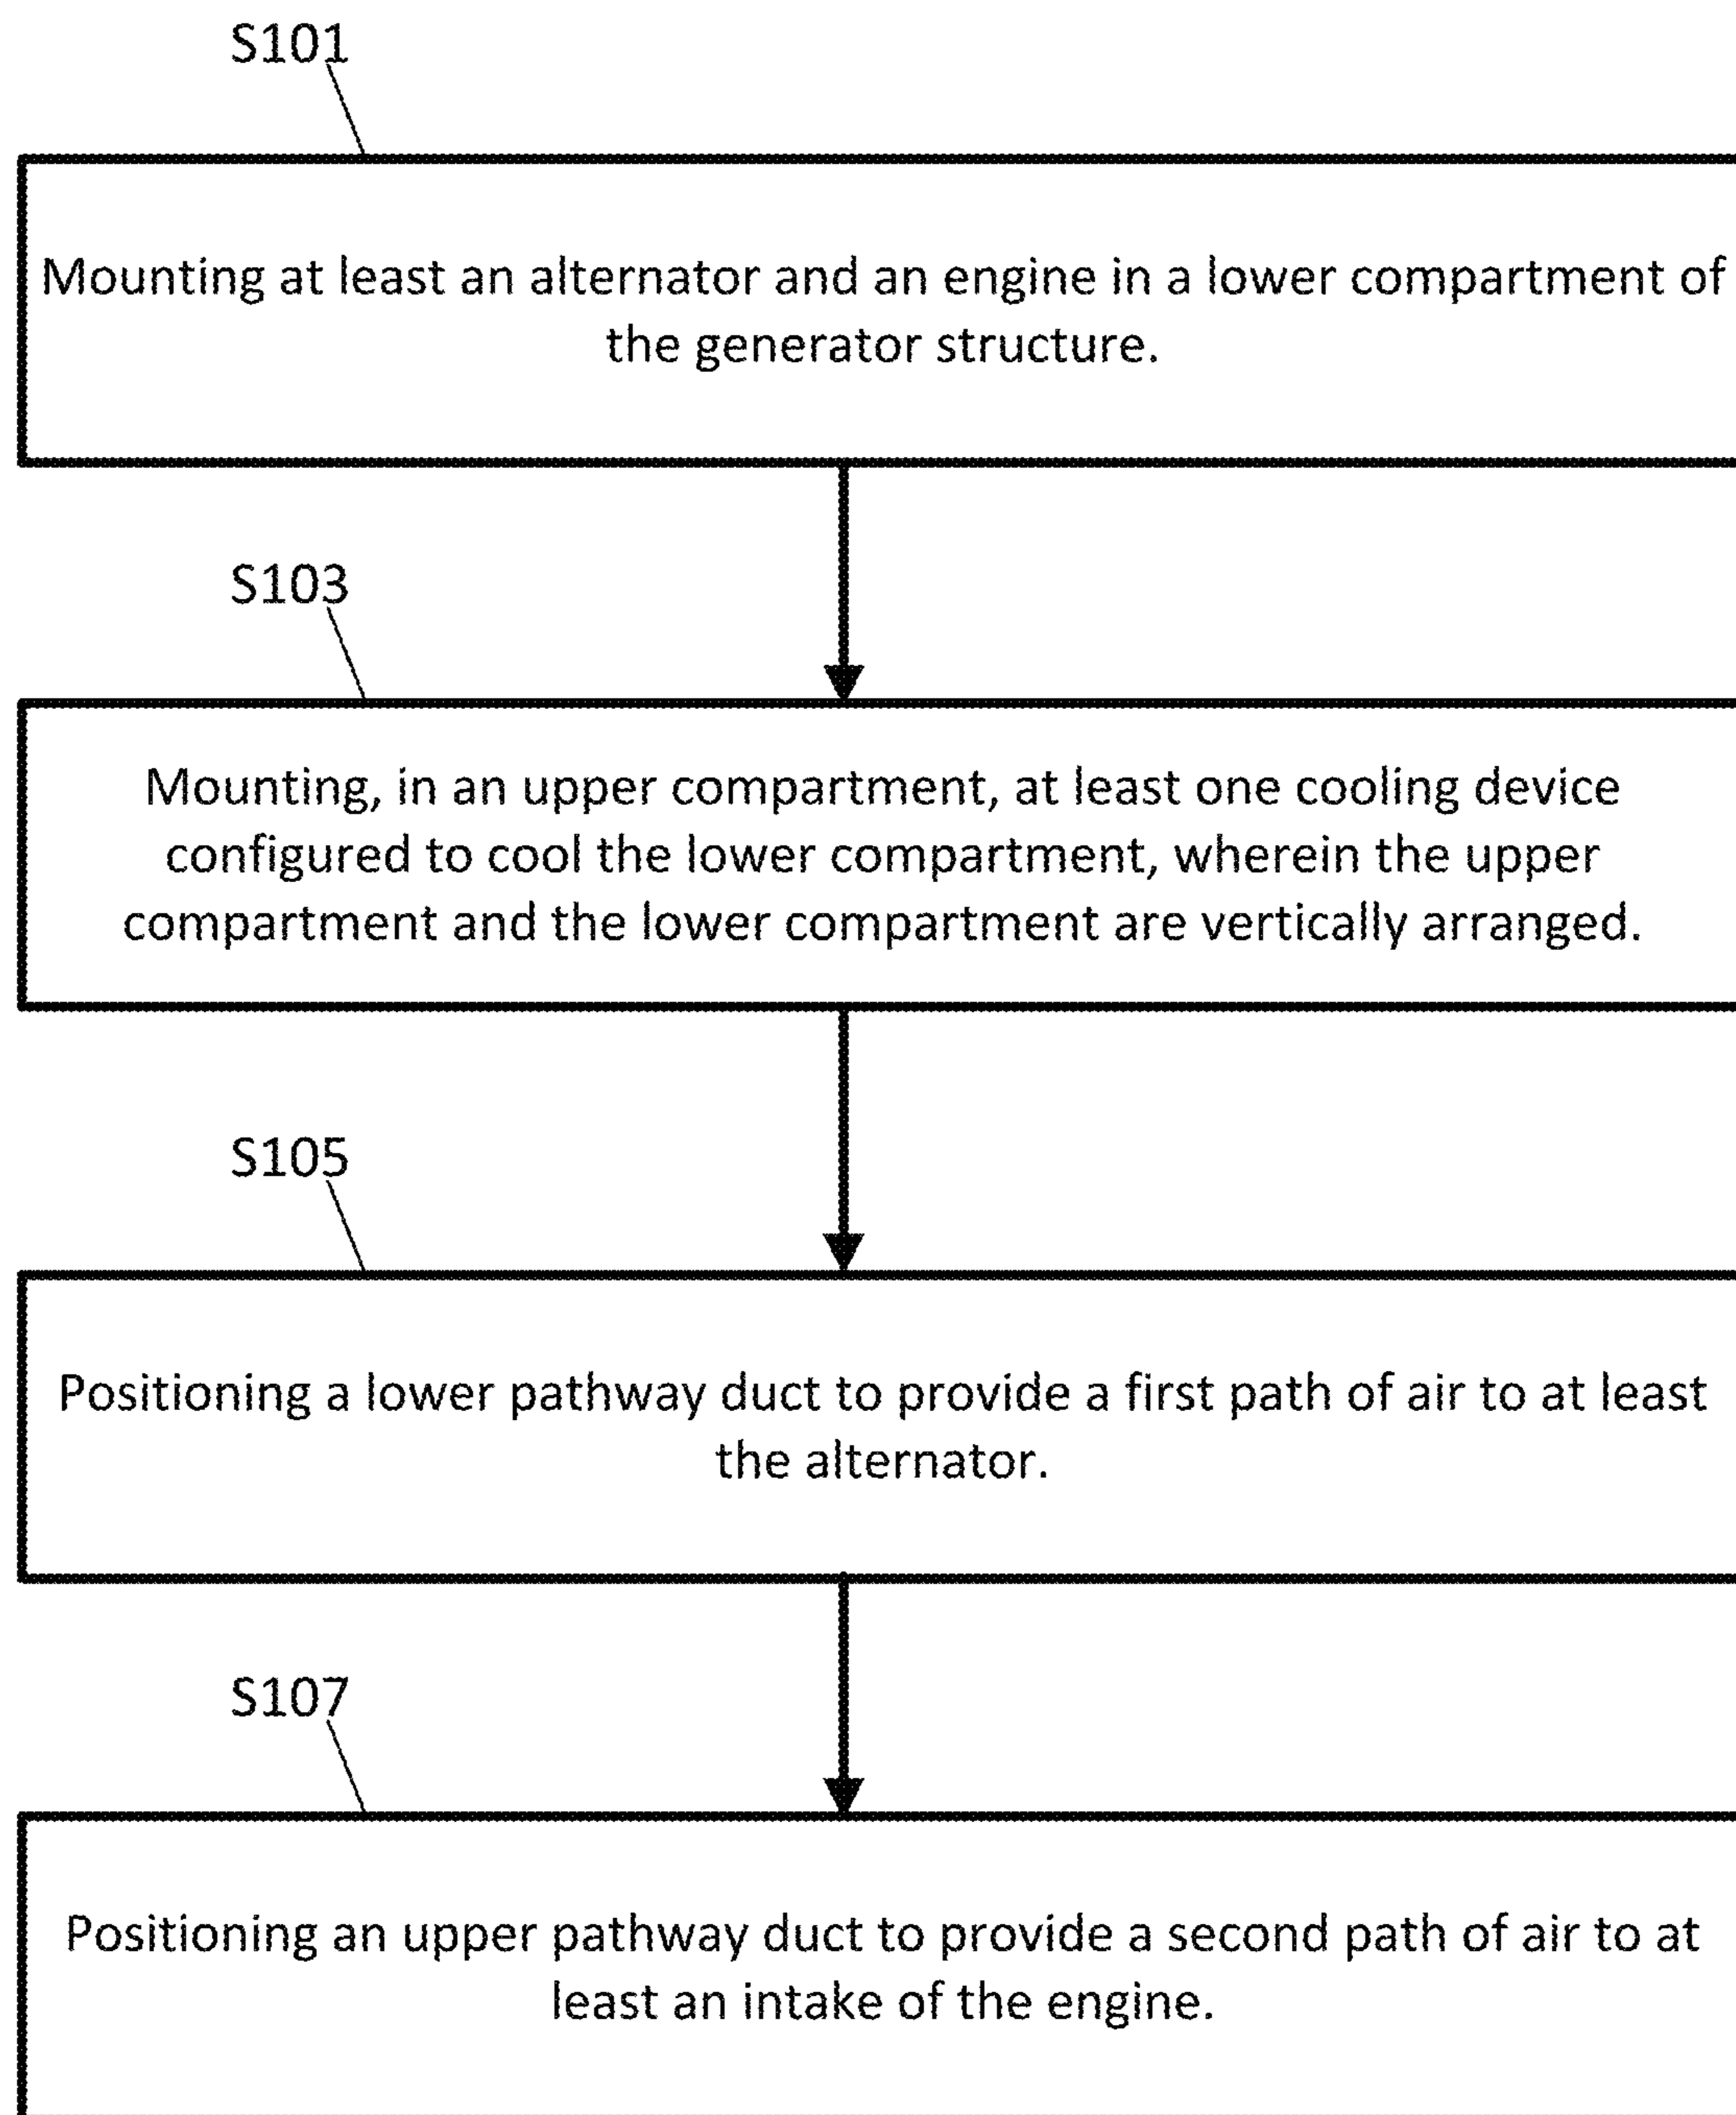 S101
Mounting at least an alternator and an engine in a lower compartment of
the generator structure.
S103
Mounting, in an upper compartment, at least one cooling device
configured to cool the lower compartment, wherein the upper
compartment and the lower compartment are vertically arranged.
S105
Positioning a lower pathway duct to provide a first path of air to at least
the alternator.
S107
Positioning an upper pathway duct to provide a second path of air to at
least an intake of the engine.